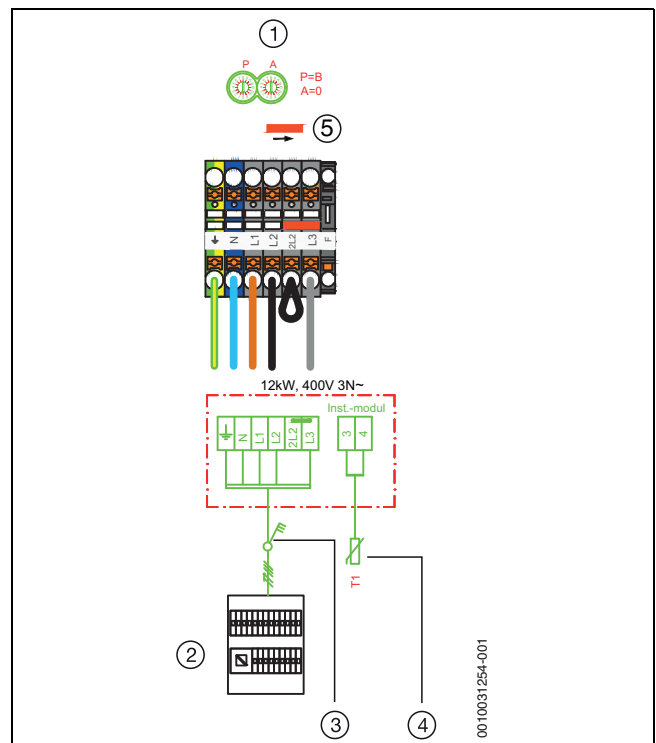 1
P A
P=B
A=0
5
N L1 L2 2L2 L3 F
12kW, 400V 3N~
Inst.-modul
N L1 L2 2L2 L3
3 4
T1
2
3
4
0010031254-001